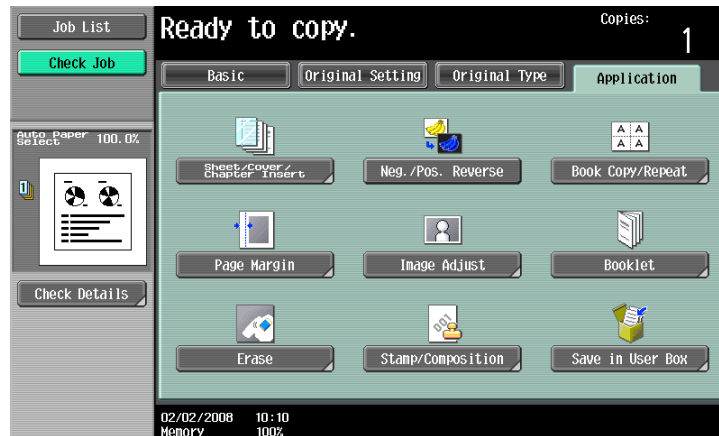 Job List
Check Job
Auto Paper
Select 100.0%
Check Details
Ready to copy.
Copies:
1
Basic
Original Setting
Original Type
Application
Sheet/Cover/
Chapter Insert
Neg./Pos. Reverse
A A
A A
Book Copy/Repeat
Page Margin
Image Adjust
Booklet
001
Erase
Stamp/Composition
Save in User Box
02/02/2008 10:10
Memory 100%